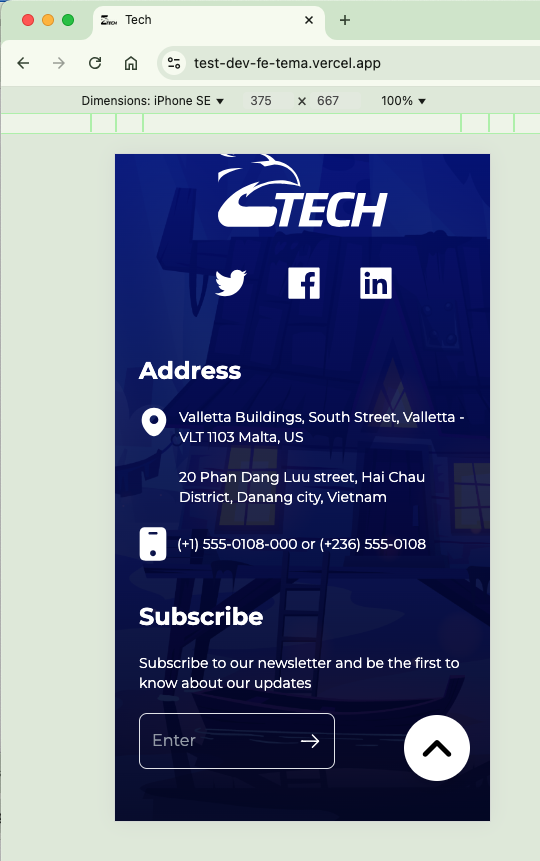 TECH
Tech
test-dev-fe-tema.vercel.app
Dimensions: iPhone SE
375
x
667
100%
TECH
Address
Valletta Buildings, South Street, Valletta -
VLT 1103 Malta, US
20 Phan Dang Luu street, Hai Chau
District, Danang city, Vietnam
(+1) 555-0108-000 or (+236) 555-0108
Subscribe
Subscribe to our newsletter and be the first to
know about our updates
Enter